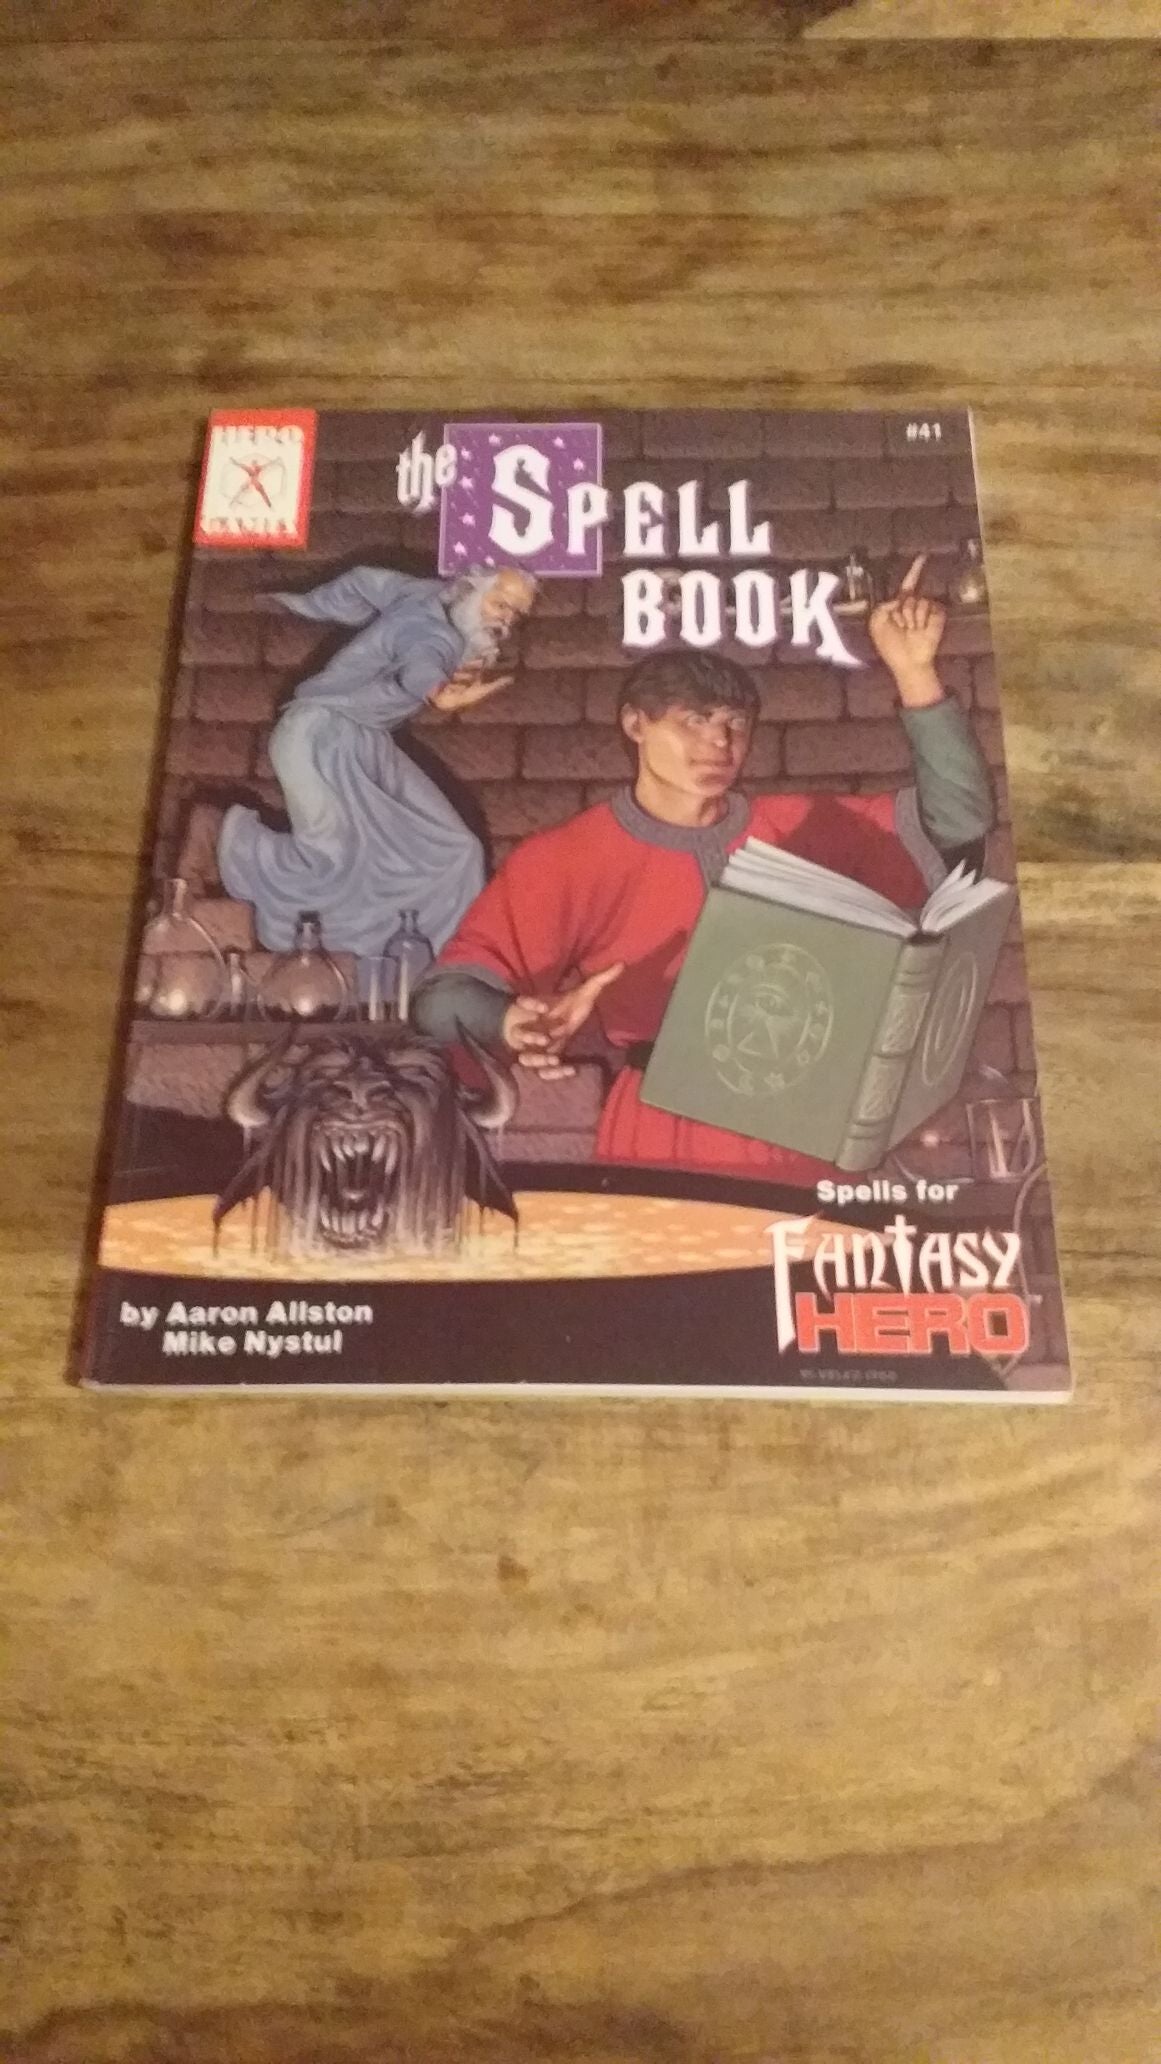 HERO
GAMES
#41
the SPELL
BOOK
Spells for
FANTASY
HERO
by Aaron Allston
Mike Nystul